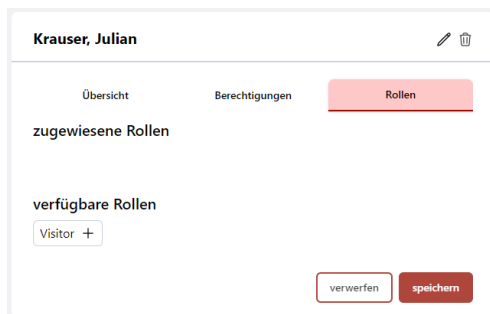 Krauser, Julian
Übersicht Berechtigungen Rollen
zugewiesene Rollen
verfügbare Rollen
Visitor +
verwerfen speichern